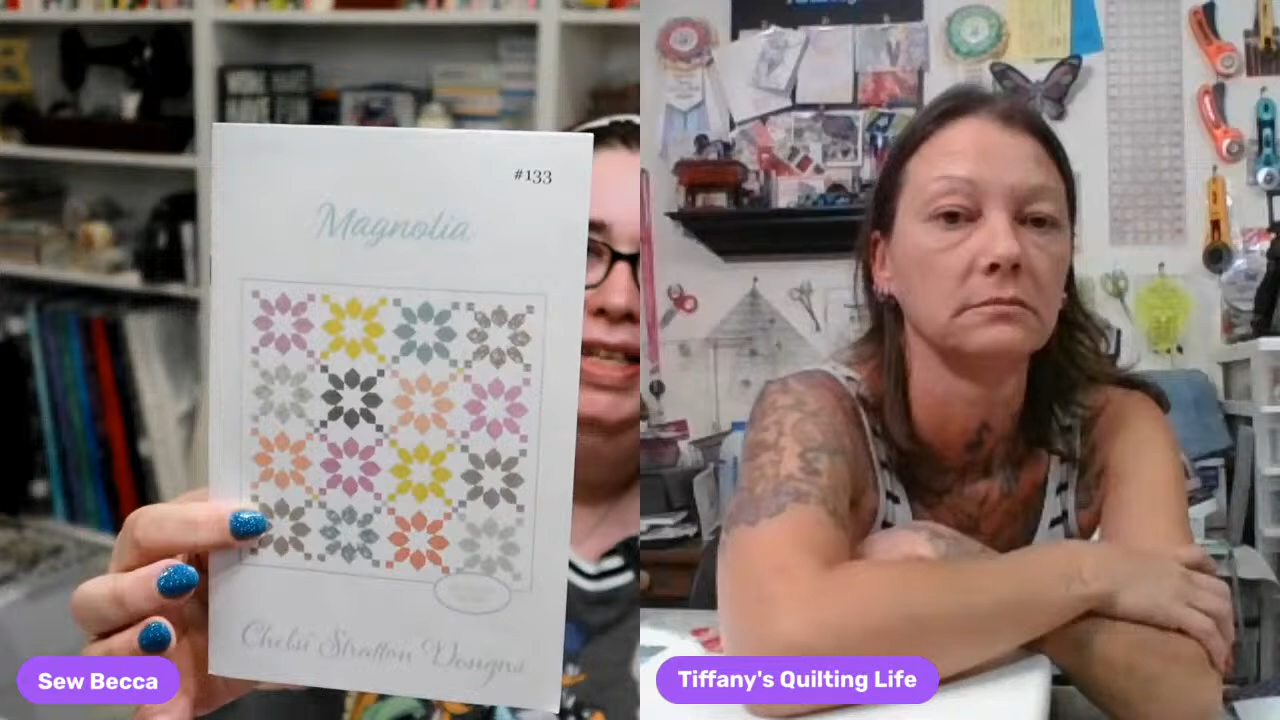 #133
Magnolia
Chelsi Stratton Designs
Sew Becca
Tiffany's Quilting Life